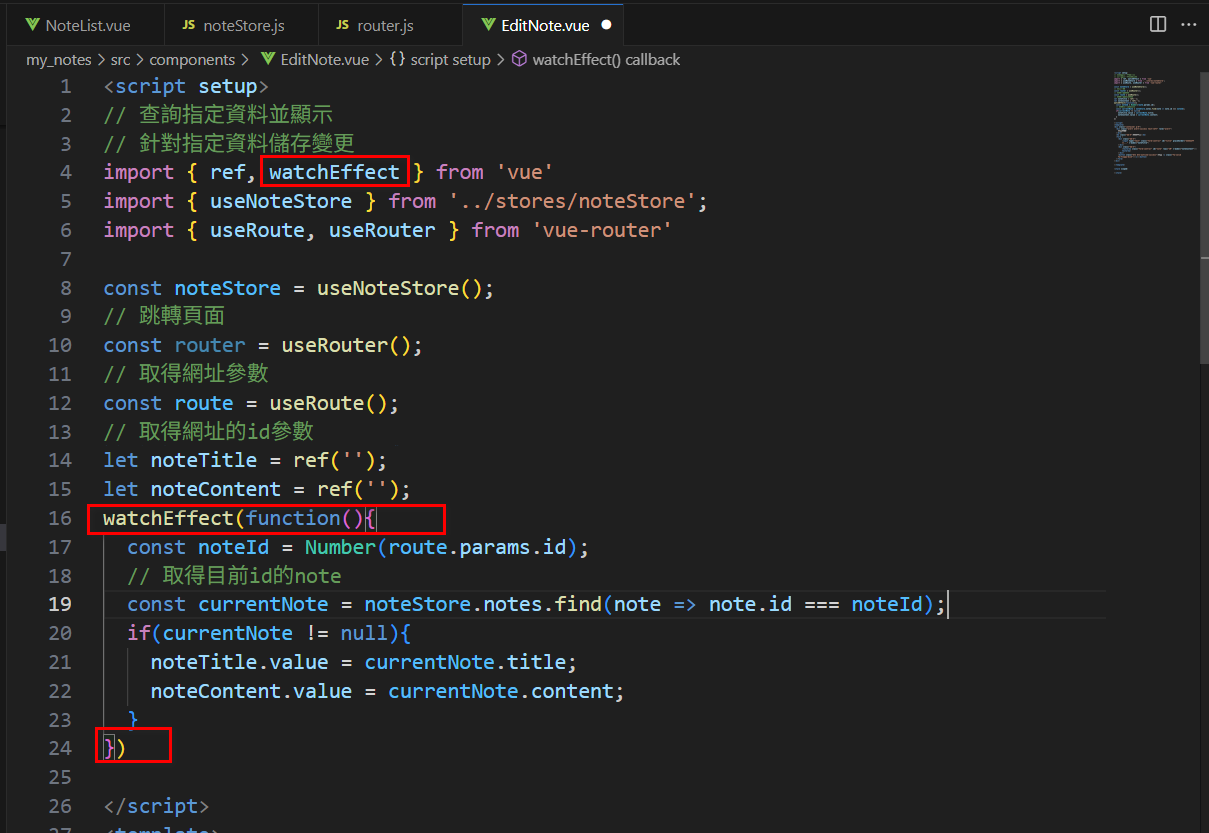 NoteList.vue JS noteStore.js JS router.js EditNote.vue
my_notes > src > components > EditNote.vue > {} script setup > watchEffect() callback
1 <script setup>
2 // 查詢指定資料並顯示
3 // 針對指定資料儲存變更
4 import { ref, watchEffect } from 'vue'
5 import { useNoteStore } from '../stores/noteStore';
6 import { useRoute, useRouter } from 'vue-router'
7
8 const noteStore = useNoteStore();
9 // 跳轉頁面
10 const router = useRouter();
11 // 取得網址參數
12 const route = useRoute();
13 // 取得網址的id參數
14 let noteTitle = ref('');
15 let noteContent = ref('');
16 watchEffect(function(){
17 const noteId = Number(route.params.id);
18 // 取得目前id的note
19 const currentNote = noteStore.notes.find(note => note.id === noteId);
20 if(currentNote != null){
21 noteTitle.value = currentNote.title;
22 noteContent.value = currentNote.content;
23 }
24 })
25
26 </script>
27 <template>